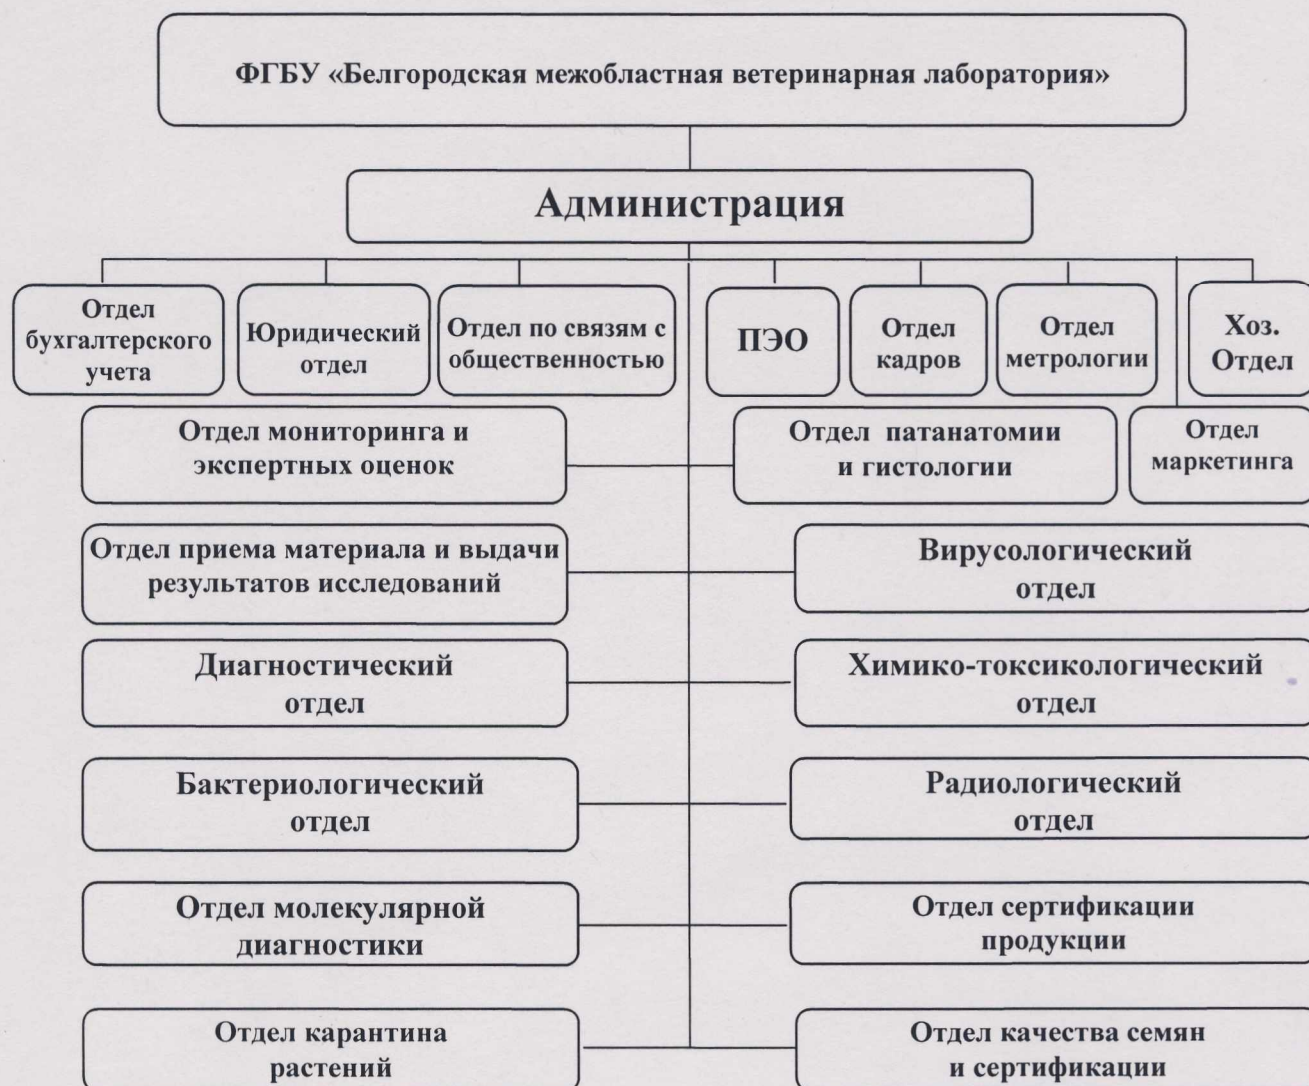 ФГБУ «Белгородская межобластная ветеринарная лаборатория»
Администрация
Отдел
бухгалтерского
учета
Юридический
отдел
Отдел по связям с
общественностью
ПЭО
Отдел
кадров
Отдел
метрологии
Хоз.
Отдел
Отдел мониторинга и
экспертных оценок
Отдел патанатомии
и гистологии
Отдел
маркетинга
Отдел приема материала и выдачи
результатов исследований
Вирусологический
отдел
Диагностический
отдел
Химико-токсикологический
отдел
Бактериологический
отдел
Радиологический
отдел
Отдел молекулярной
диагностики
Отдел сертификации
продукции
Отдел карантина
растений
Отдел качества семян
и сертификации